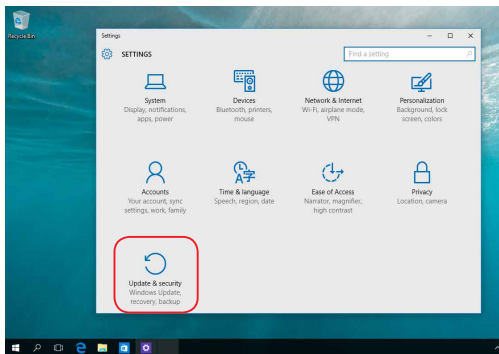 Recycle Bin
Settings
SETTINGS
Find a setting
System
Display, notifications,
apps, power
Devices
Bluetooth, printers,
mouse
Network & Internet
Wi-Fi, airplane mode,
VPN
Personalization
Background, lock
screen, colors
Accounts
Your account, sync
settings, work, family
Time & language
Speech, region, date
Ease of Access
Narrator, magnifier,
high contrast
Privacy
Location, camera
Update & security
Windows Update,
recovery, backup